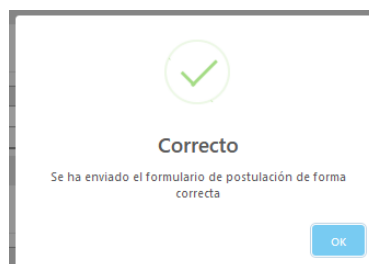 Correcto
Se ha enviado el formulario de postulación de forma
correcta
OK